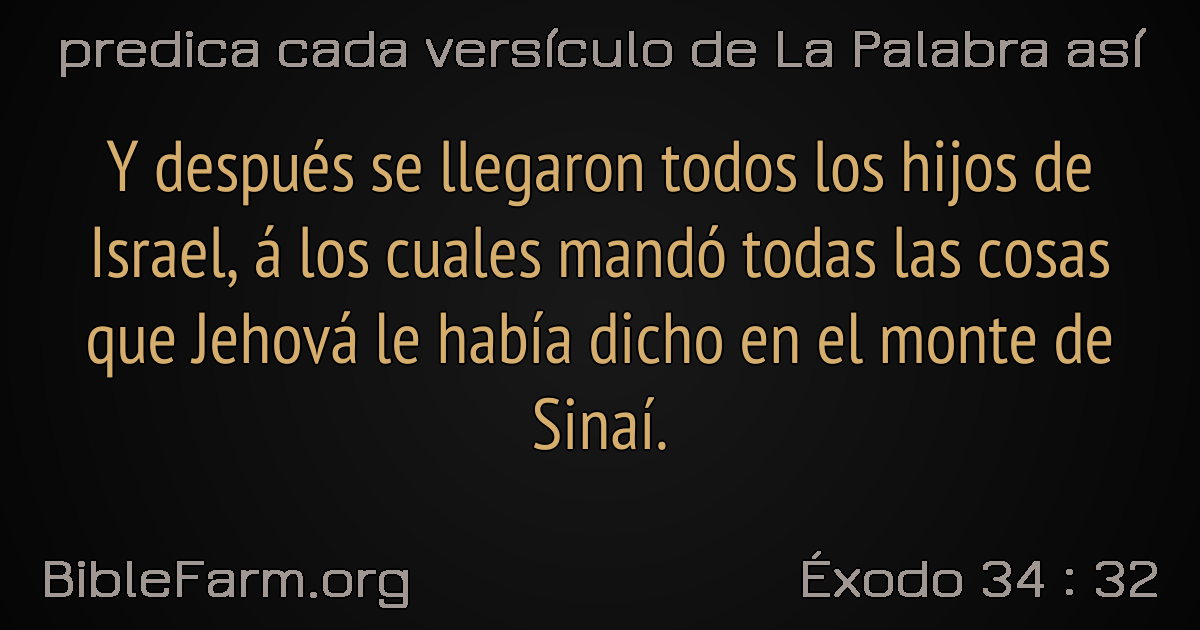 predica cada versículo de La Palabra así
Y después se llegaron todos los hijos de
Israel, á los cuales mandó todas las cosas
que Jehová le había dicho en el monte de
Sinaí.
BibleFarm.org
Éxodo 34 : 32